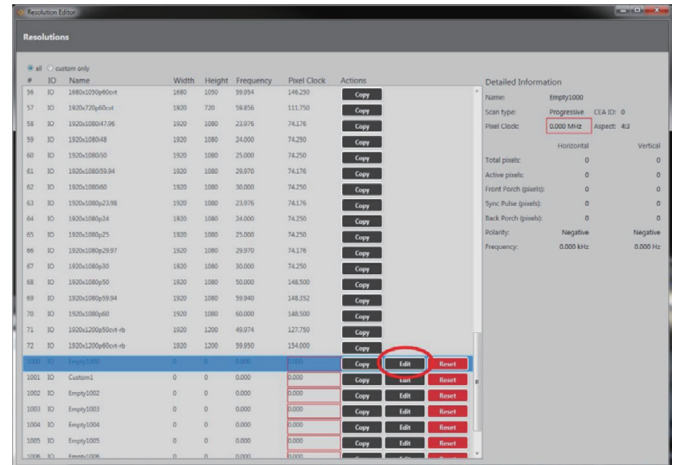 Resolution Editor
Resolutions
all custom only
# IO Name Width Height Frequency Pixel Clock Actions
56 IO 1680x1050p60cvt 1680 1050 59.954 146.250 Copy
57 IO 1920x720p60cvt 1920 720 59.856 111.750 Copy
58 IO 1920x1080i47.96 1920 1080 23.976 74.176 Copy
59 IO 1920x1080i48 1920 1080 24.000 74.250 Copy
60 IO 1920x1080i50 1920 1080 25.000 74.250 Copy
61 IO 1920x1080i59.94 1920 1080 29.970 74.176 Copy
62 IO 1920x1080i60 1920 1080 30.000 74.250 Copy
63 IO 1920x1080p23.98 1920 1080 23.976 74.176 Copy
64 IO 1920x1080p24 1920 1080 24.000 74.250 Copy
65 IO 1920x1080p25 1920 1080 25.000 74.250 Copy
66 IO 1920x1080p29.97 1920 1080 29.970 74.176 Copy
67 IO 1920x1080p30 1920 1080 30.000 74.250 Copy
68 IO 1920x1080p50 1920 1080 50.000 148.500 Copy
69 IO 1920x1080p59.94 1920 1080 59.940 148.352 Copy
70 IO 1920x1080p60 1920 1080 60.000 148.500 Copy
71 IO 1920x1200p50cvt-rb 1920 1200 49.974 127.750 Copy
72 IO 1920x1200p60cvt-rb 1920 1200 59.950 154.000 Copy
1000 IO Empty1000 0 0 0.000 0.000 Copy Edit Reset
1001 IO Custom1 0 0 0.000 0.000 Copy Edit Reset
1002 IO Empty1002 0 0 0.000 0.000 Copy Edit Reset
1003 IO Empty1003 0 0 0.000 0.000 Copy Edit Reset
1004 IO Empty1004 0 0 0.000 0.000 Copy Edit Reset
1005 IO Empty1005 0 0 0.000 0.000 Copy Edit Reset
1006 IO Empty1006 0 0 0.000 0.000 Copy Edit Reset
Detailed Information
Name: Empty1000
Scan type: Progressive CEA ID: 0
Pixel Clock: 0.000 MHz Aspect: 4:3
Horizontal Vertical
Total pixels: 0 0
Active pixels: 0 0
Front Porch (pixels): 0 0
Sync Pulse (pixels): 0 0
Back Porch (pixels): 0 0
Polarity: Negative Negative
Frequency: 0.000 kHz 0.000 Hz